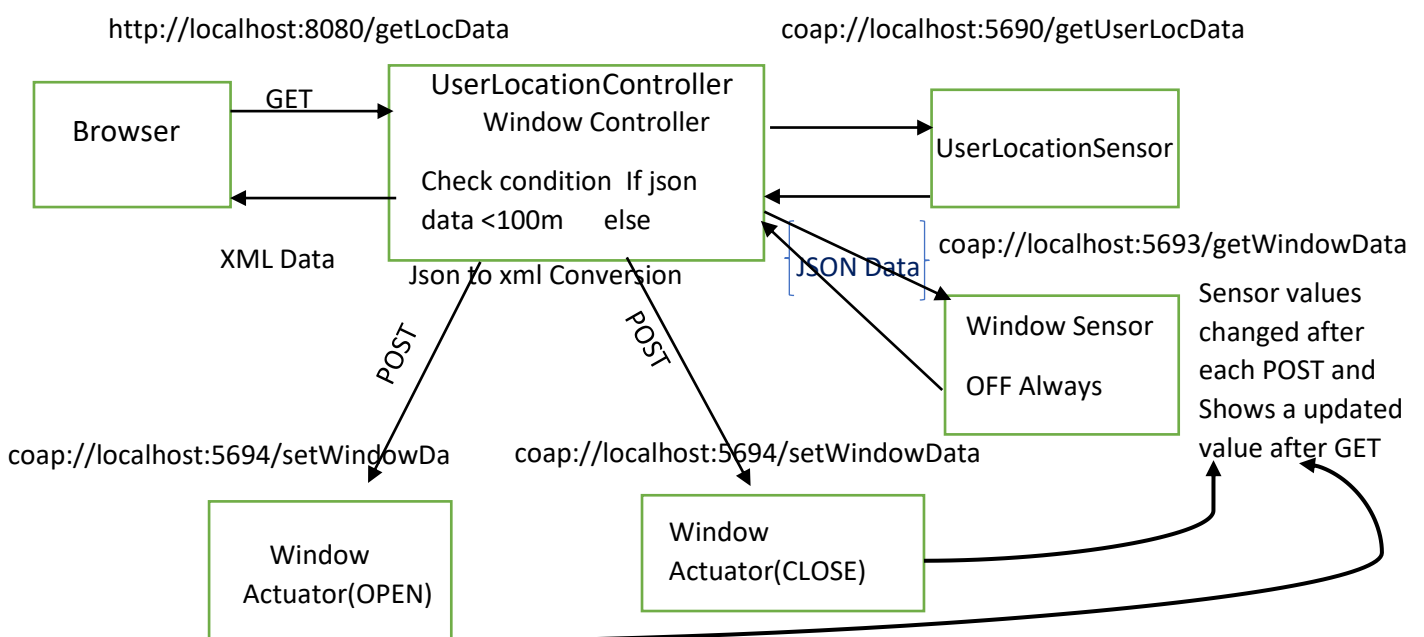 http://localhost:8080/getLocData
coap://localhost:5690/getUserLocData
GET
Browser
UserLocationController
Window Controller
Check condition If json
data <100m else
UserLocationSensor
XML Data
Json to xml Conversion
JSON Data
coap://localhost:5693/getWindowData
Window Sensor
OFF Always
Sensor values
changed after
each POST and
Shows a updated
value after GET
POST
POST
coap://localhost:5694/setWindowDa
coap://localhost:5694/setWindowData
Window
Actuator(OPEN)
Window
Actuator(CLOSE)